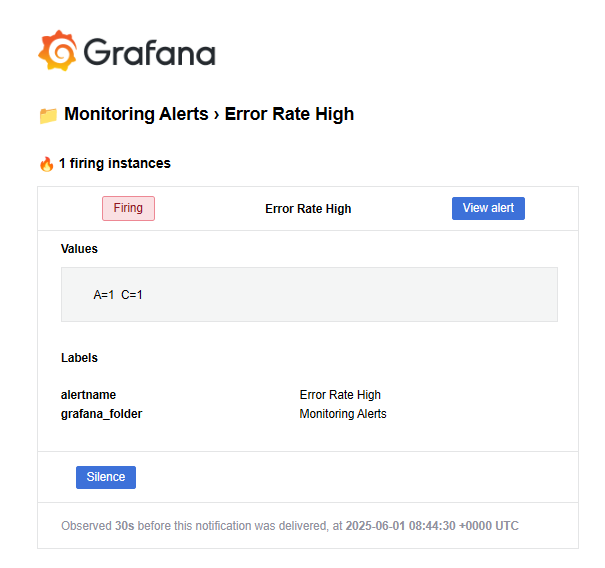 Grafana
Monitoring Alerts › Error Rate High
1 firing instances
Firing Error Rate High View alert
Values
A=1 C=1
Labels
alertname Error Rate High
grafana_folder Monitoring Alerts
Silence
Observed 30s before this notification was delivered, at 2025-06-01 08:44:30 +0000 UTC